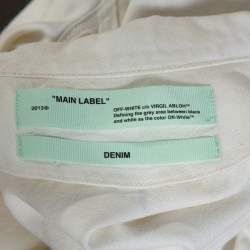 "MAIN LABEL"
2013®
OFF-WHITE c/o VIRGIL ABLOH™
Defining the grey area between black
and white as the color Off-White™
DENIM